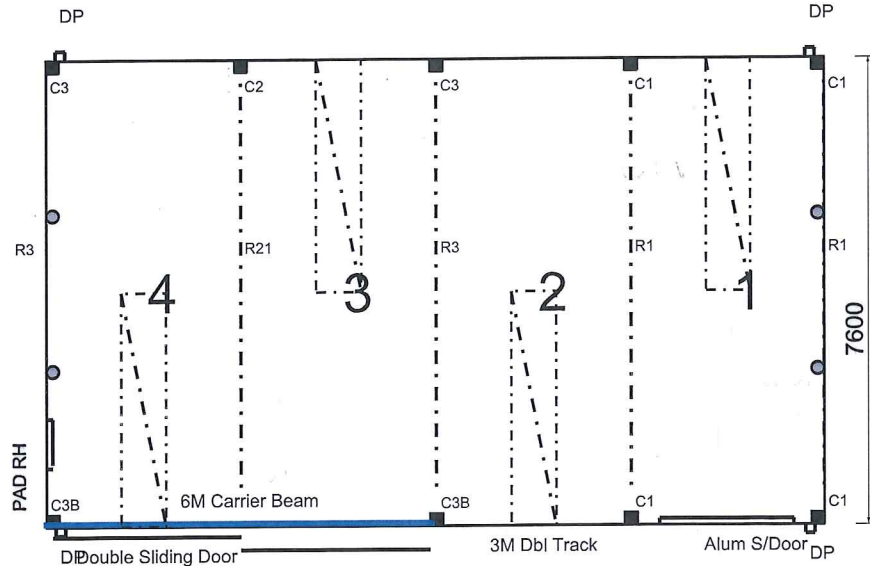 DP
DP
C3
C2
C3
C1
C1
R3
R21
R3
R1
R1
4
3
2
1
7600
PAD RH
C3B
6M Carrier Beam
C3B
C1
C1
DP
Double Sliding Door
3M Dbl Track
Alum S/Door
DP